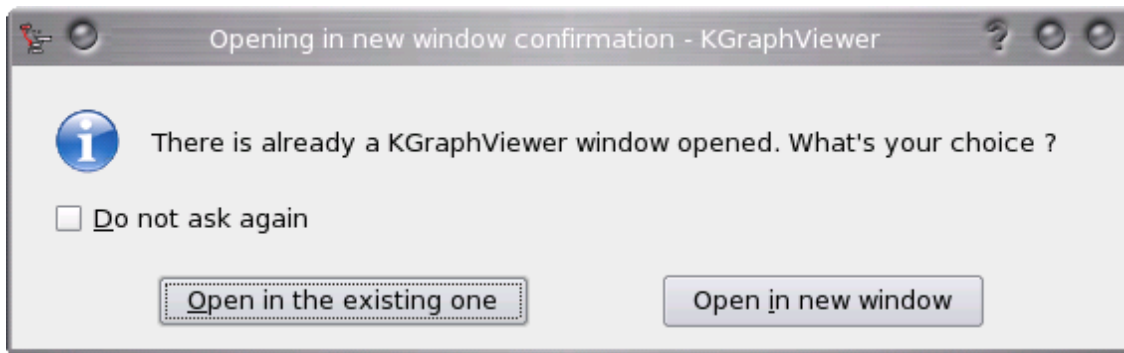 Opening in new window confirmation - KGraphViewer
There is already a KGraphViewer window opened. What's your choice ?
Do not ask again
Open in the existing one
Open in new window